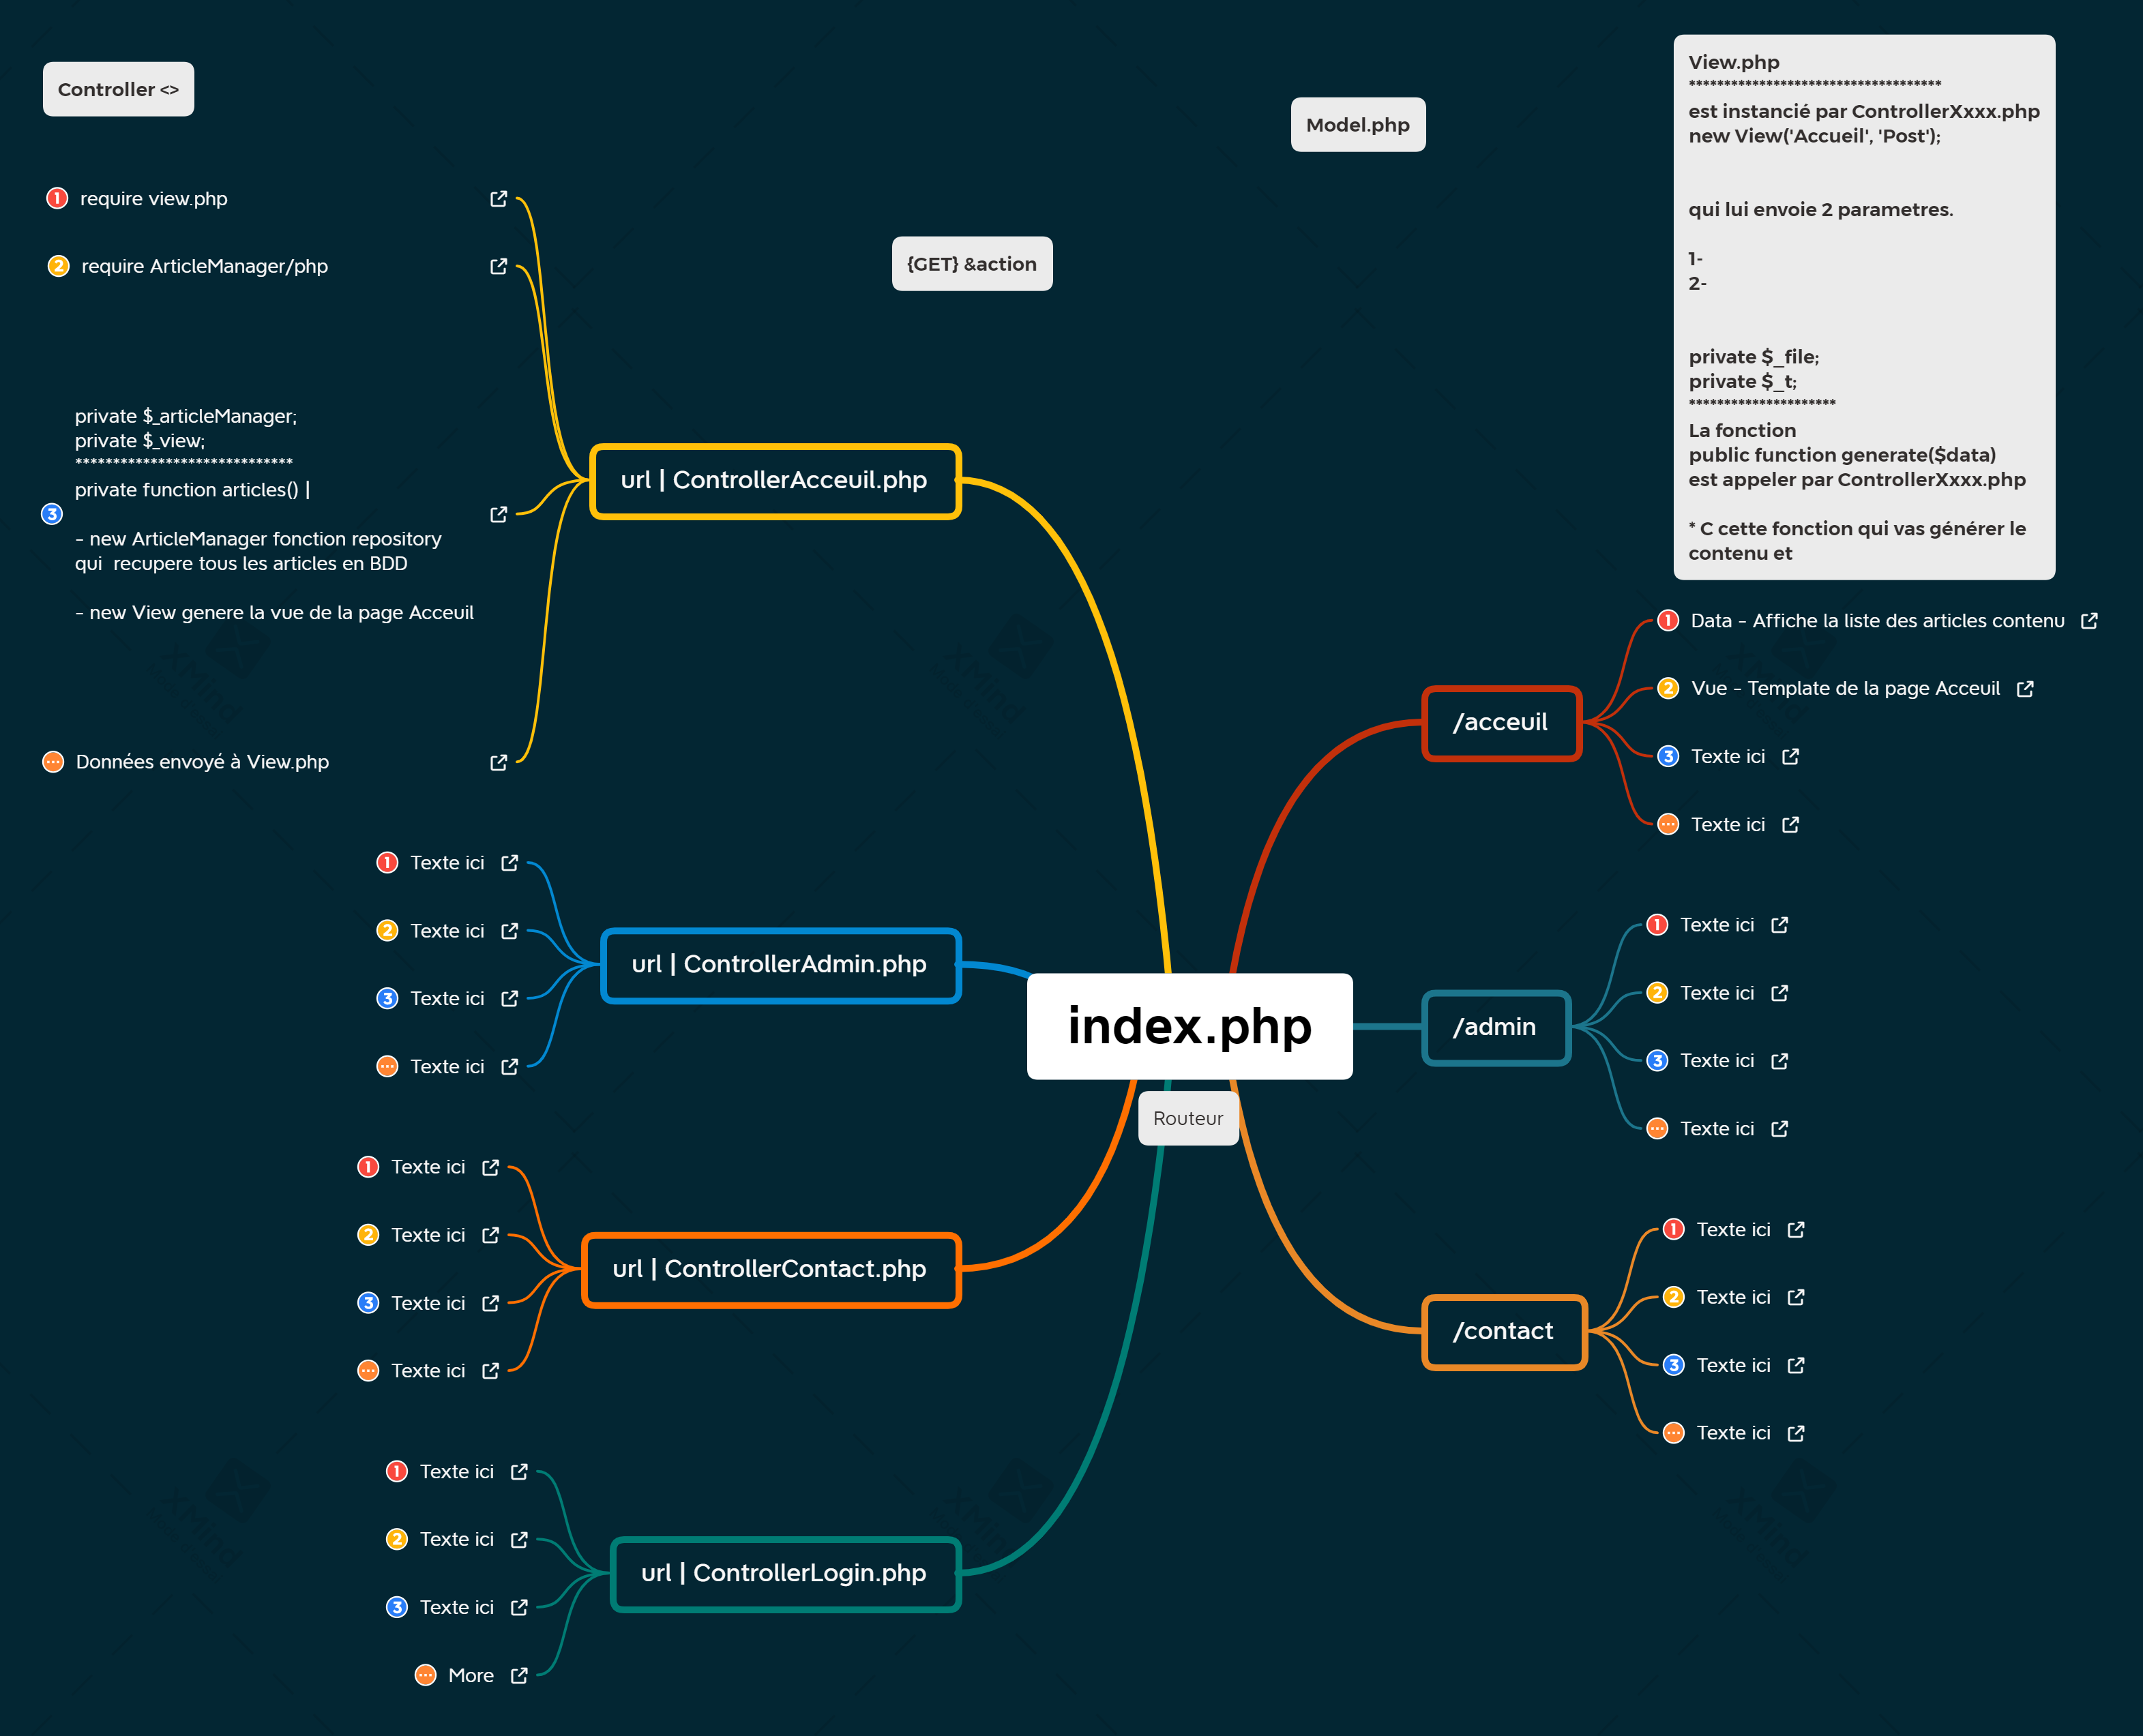 Controller <>
1 require view.php
2 require ArticleManager/php
private $_articleManager;
private $_view;
*****************************
private function articles() |
3
- new ArticleManager fonction repository
qui  recupere tous les articles en BDD
- new View genere la vue de la page Acceuil
Données envoyé à View.php
url | ControllerAcceuil.php
1 Texte ici
2 Texte ici
3 Texte ici
Texte ici
url | ControllerAdmin.php
1 Texte ici
2 Texte ici
3 Texte ici
Texte ici
url | ControllerContact.php
1 Texte ici
2 Texte ici
3 Texte ici
More
url | ControllerLogin.php
{GET} &action
Model.php
index.php
Routeur
View.php
************************************
est instancié par ControllerXxxx.php
new View('Accueil', 'Post');
qui lui envoie 2 parametres.
1-
2-
private $_file;
private $_t;
*********************
La fonction
public function generate($data)
est appeler par ControllerXxxx.php
* C cette fonction qui vas générer le
contenu et
/acceuil
1 Data - Affiche la liste des articles contenu
2 Vue - Template de la page Acceuil
3 Texte ici
Texte ici
/admin
1 Texte ici
2 Texte ici
3 Texte ici
Texte ici
/contact
1 Texte ici
2 Texte ici
3 Texte ici
Texte ici
XMind
XMind
XMind
XMind
XMind
XMind